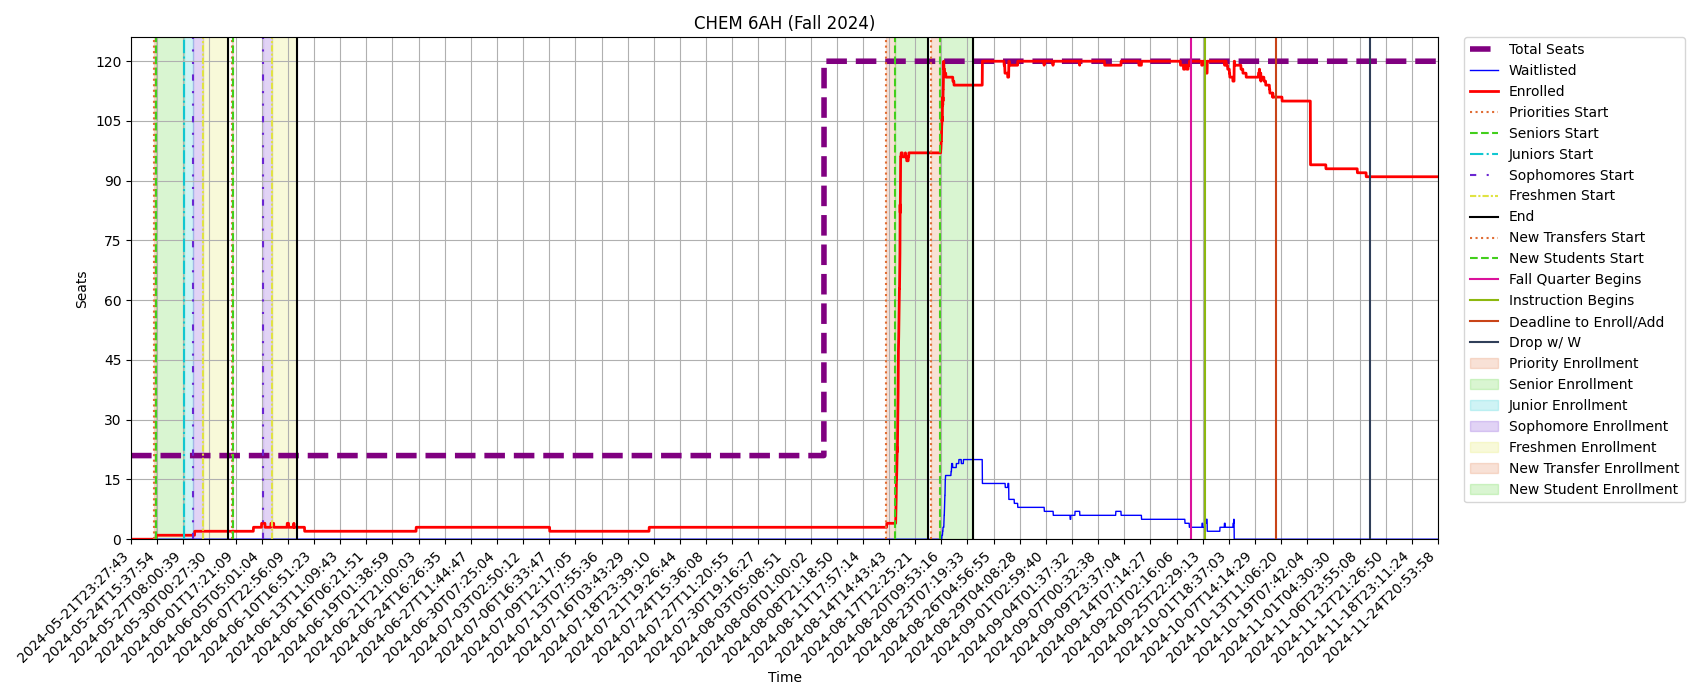 CHEM 6AH (Fall 2024)
Seats
120
105
90
75
60
45
30
15
0
2024-05-21T23:27:43
2024-05-24T15:37:54
2024-05-27T08:00:39
2024-05-30T00:27:30
2024-06-01T17:21:09
2024-06-05T05:01:04
2024-06-07T22:56:09
2024-06-10T16:51:23
2024-06-13T11:09:43
2024-06-16T06:21:51
2024-06-19T01:38:59
2024-06-21T21:00:03
2024-06-24T16:26:35
2024-06-27T11:44:47
2024-06-30T07:25:04
2024-07-03T02:50:12
2024-07-06T16:33:47
2024-07-09T12:17:05
2024-07-13T07:55:36
2024-07-16T03:43:29
2024-07-18T23:39:10
2024-07-21T19:26:44
2024-07-24T15:36:08
2024-07-27T11:20:55
2024-07-30T19:16:27
2024-08-03T05:08:51
2024-08-06T01:00:02
2024-08-08T21:18:50
2024-08-11T17:57:14
2024-08-14T14:43:43
2024-08-17T12:25:21
2024-08-20T09:53:16
2024-08-23T07:19:33
2024-08-26T04:56:55
2024-08-29T04:08:28
2024-09-01T02:59:40
2024-09-04T01:37:32
2024-09-07T00:32:38
2024-09-09T23:37:04
2024-09-14T07:14:27
2024-09-20T02:16:06
2024-09-25T22:29:13
2024-10-01T18:37:03
2024-10-07T14:14:29
2024-10-13T11:06:20
2024-10-19T07:42:04
2024-11-01T04:30:30
2024-11-06T23:55:08
2024-11-12T21:26:50
2024-11-18T23:11:24
2024-11-24T20:53:58
Time
Total Seats
Waitlisted
Enrolled
Priorities Start
Seniors Start
Juniors Start
Sophomores Start
Freshmen Start
End
New Transfers Start
New Students Start
Fall Quarter Begins
Instruction Begins
Deadline to Enroll/Add
Drop w/ W
Priority Enrollment
Senior Enrollment
Junior Enrollment
Sophomore Enrollment
Freshmen Enrollment
New Transfer Enrollment
New Student Enrollment